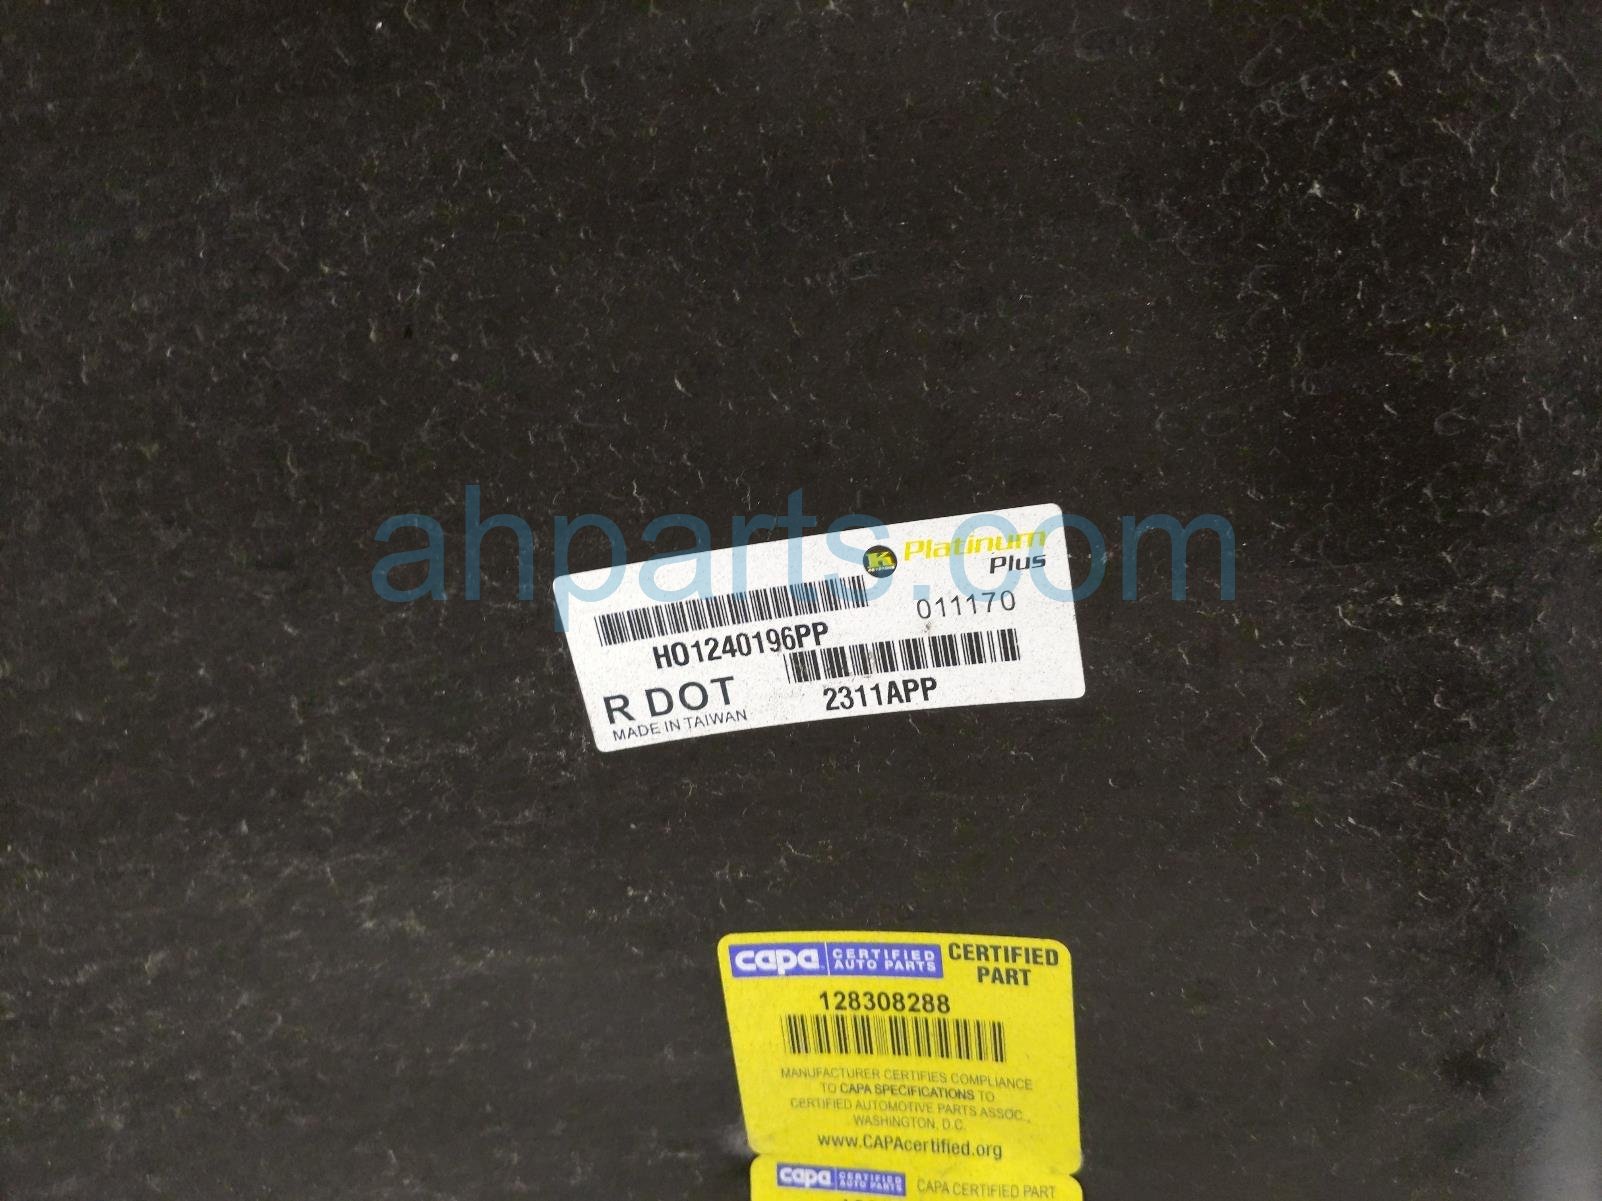 ahparts.com
K Platinum
Plus
011170
HO1240196PP
2311APP
R DOT
MADE IN TAIWAN
capa CERTIFIED
AUTO PARTS
CERTIFIED
PART
128308288
MANUFACTURER CERTIFIES COMPLIANCE
TO CAPA SPECIFICATIONS TO
CERTIFIED AUTOMOTIVE PARTS ASSOC.,
WASHINGTON, D.C.
www.CAPAcertified.org
capa CERTIFIED
AUTO PARTS
CAPA CERTIFIED PART